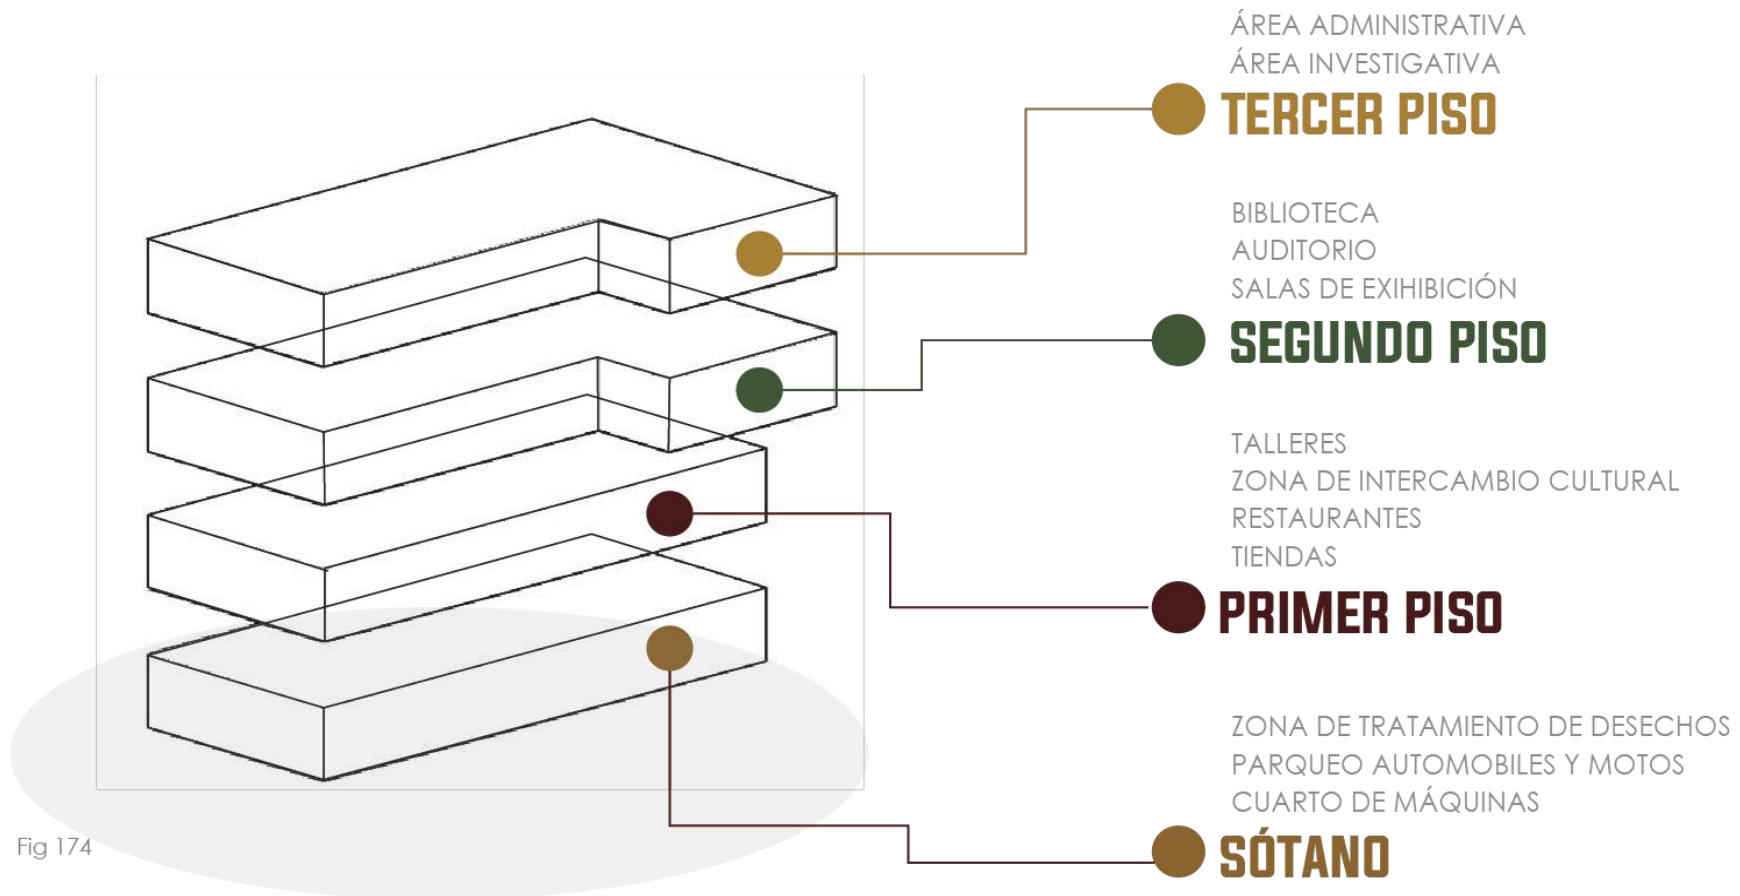 ÁREA ADMINISTRATIVA
ÁREA INVESTIGATIVA
TERCER PISO
BIBLIOTECA
AUDITORIO
SALAS DE EXIHIBICIÓN
SEGUNDO PISO
TALLERES
ZONA DE INTERCAMBIO CULTURAL
RESTAURANTES
TIENDAS
PRIMER PISO
ZONA DE TRATAMIENTO DE DESECHOS
PARQUEO AUTOMOBILES Y MOTOS
CUARTO DE MÁQUINAS
SÓTANO
Fig 174